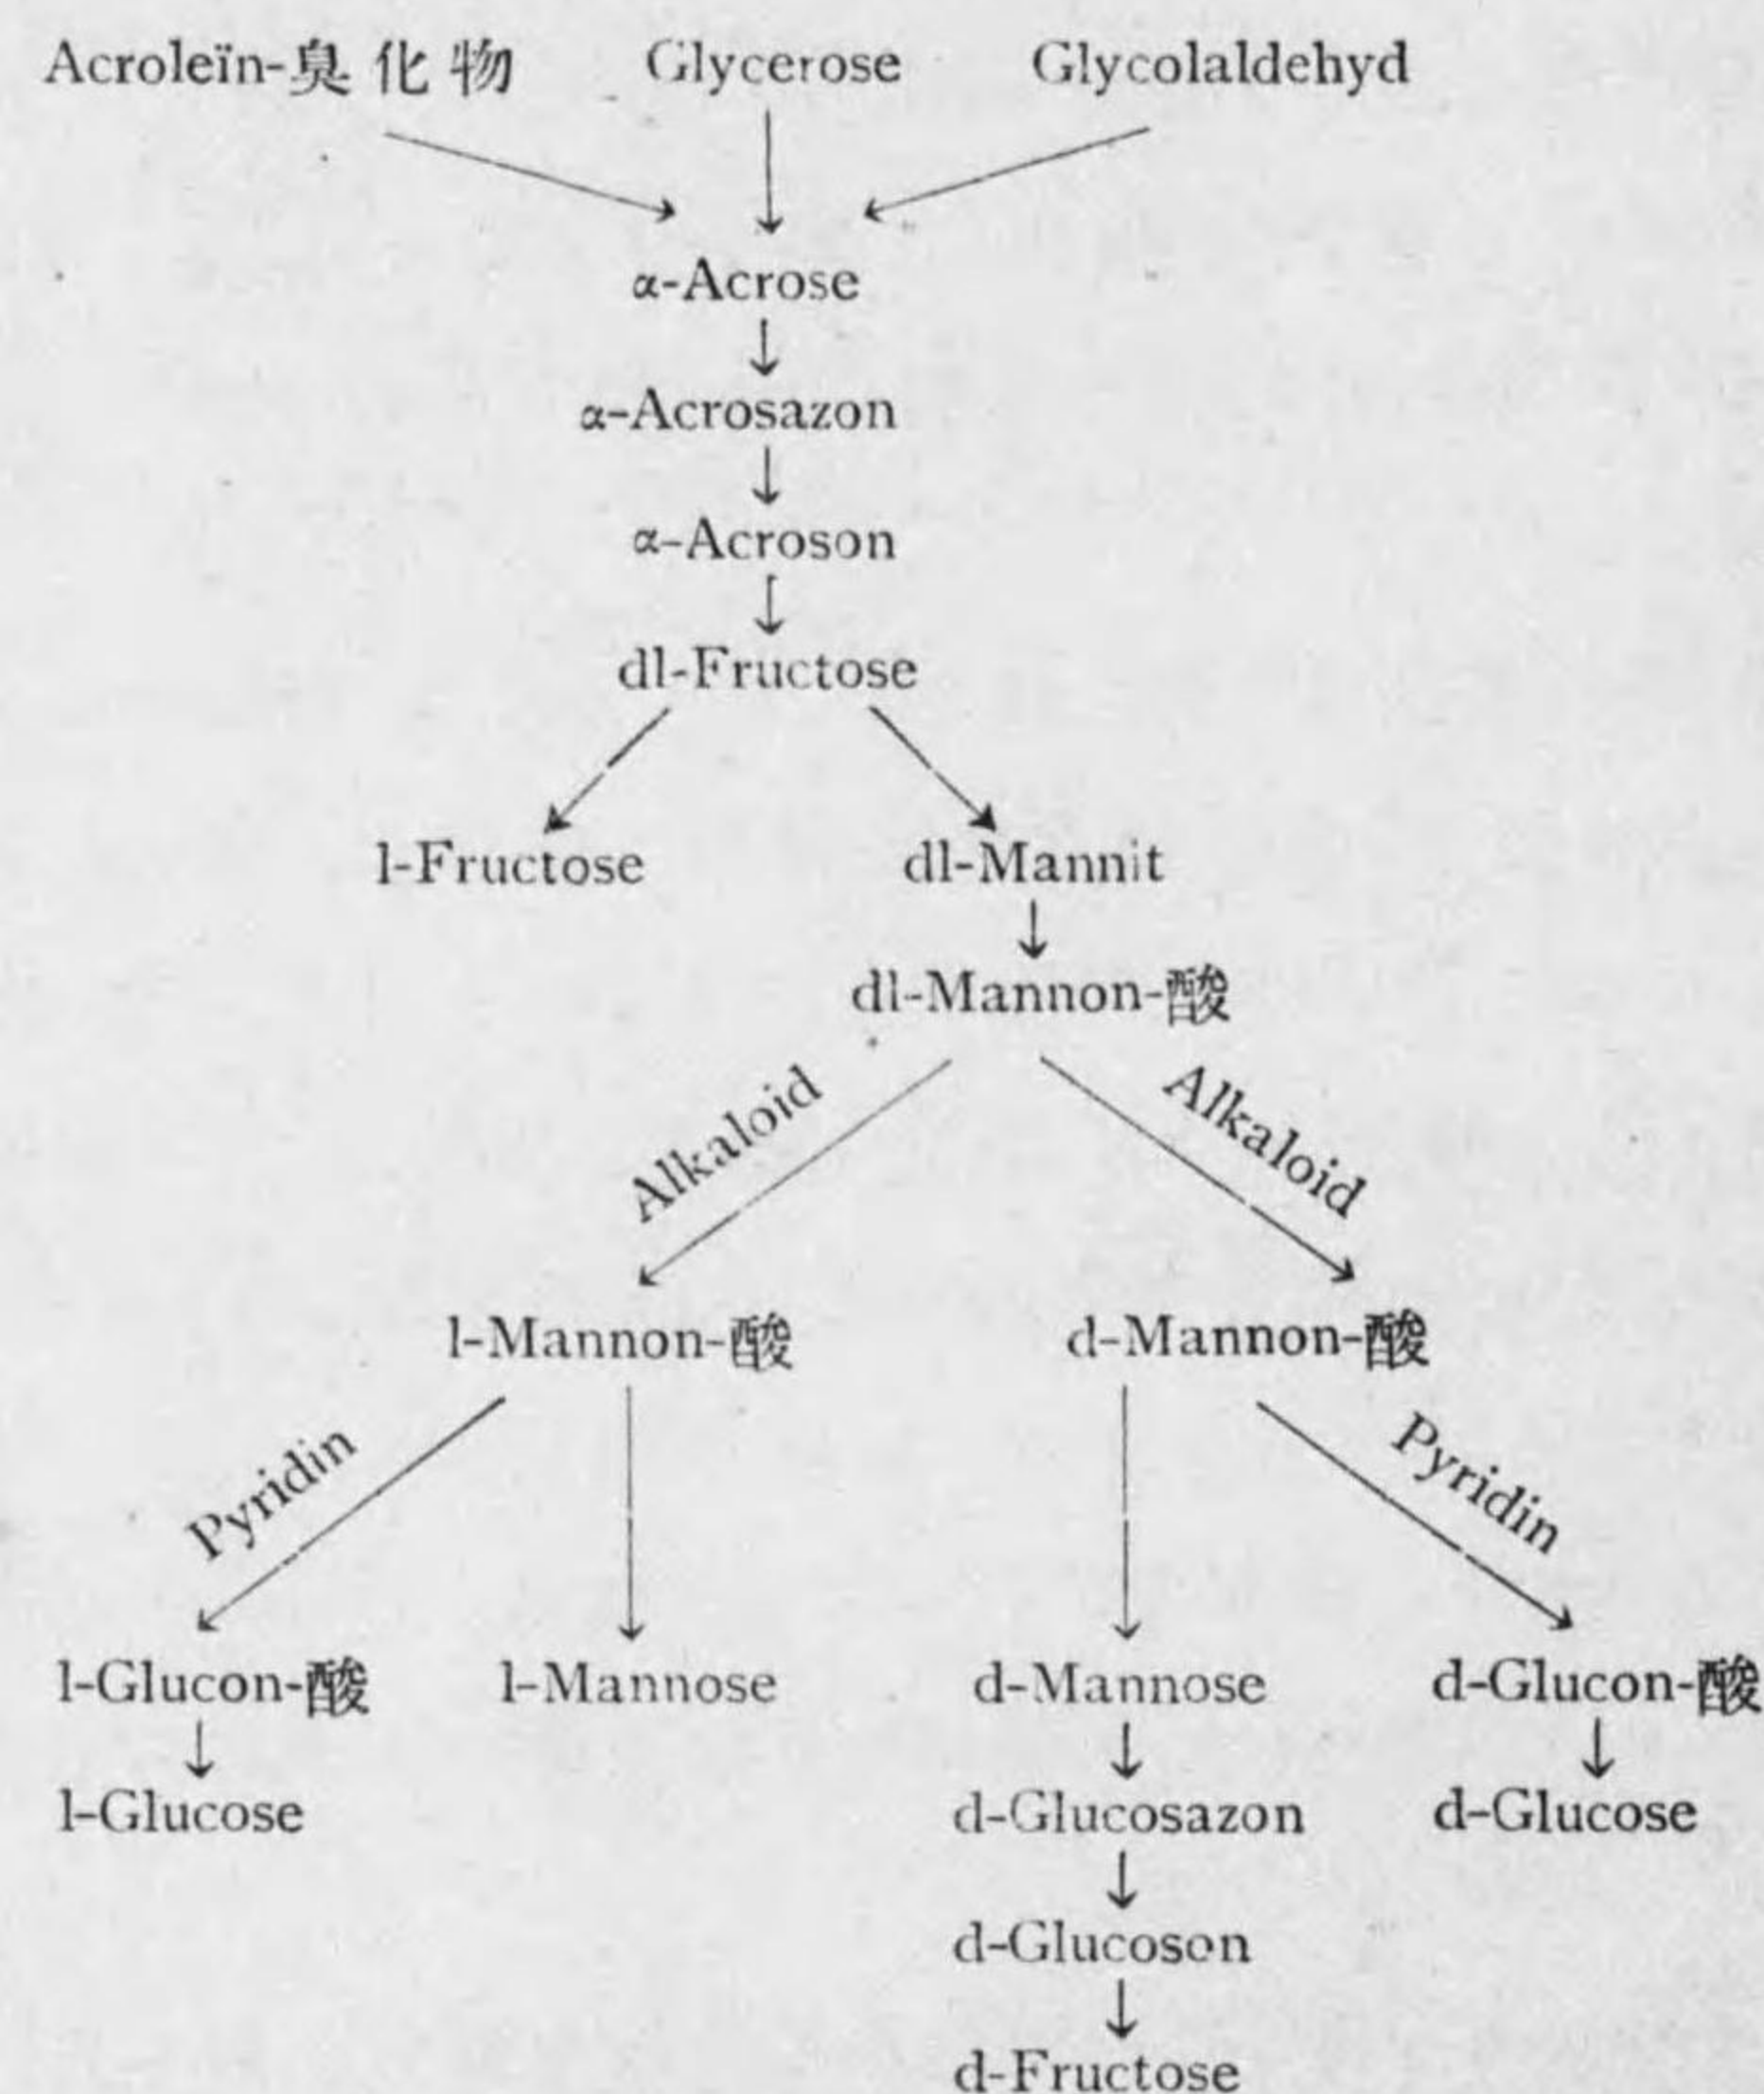 Acroleïn-臭化物 Glycerose Glycolaldehyd
α-Acrose
α-Acrosazon
α-Acroson
dl-Fructose
l-Fructose dl-Mannit
dl-Mannon-酸
Alkaloid Alkaloid
l-Mannon-酸 d-Mannon-酸
Pyridin Pyridin
l-Glucon-酸 l-Mannose d-Mannose d-Glucon-酸
l-Glucose d-Glucosazon d-Glucose
d-Glucoson
d-Fructose